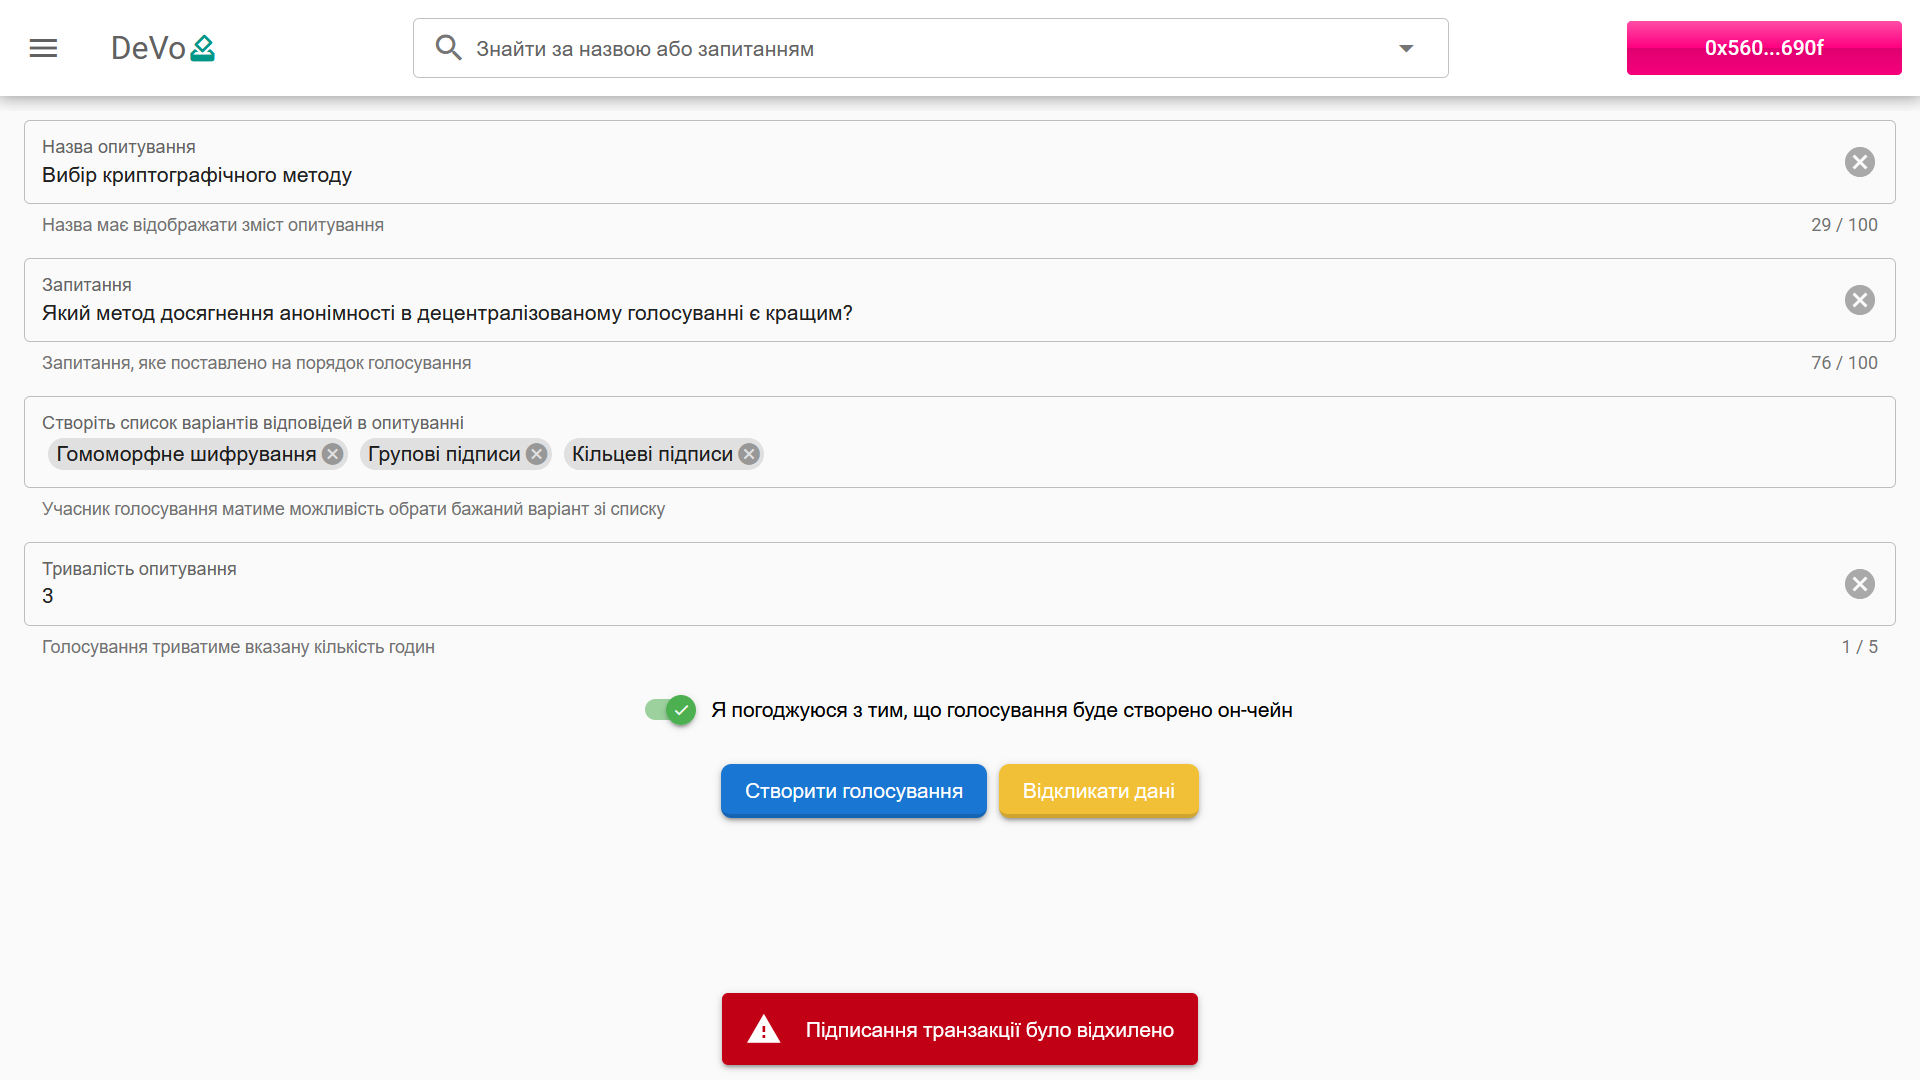 DeVo
Знайти за назвою або запитанням
0x560...690f
Назва опитування
Вибір криптографічного методу
Назва має відображати зміст опитування
29 / 100
Запитання
Який метод досягнення анонімності в децентралізованому голосуванні є кращим?
Запитання, яке поставлено на порядок голосування
76 / 100
Створіть список варіантів відповідей в опитуванні
Гомоморфне шифрування Групові підписи Кільцеві підписи
Учасник голосування матиме можливість обрати бажаний варіант зі списку
Тривалість опитування
3
Голосування триватиме вказану кількість годин
1 / 5
Я погоджуюся з тим, що голосування буде створено он-чейн
Створити голосування
Відкликати дані
Підписання транзакції було відхилено